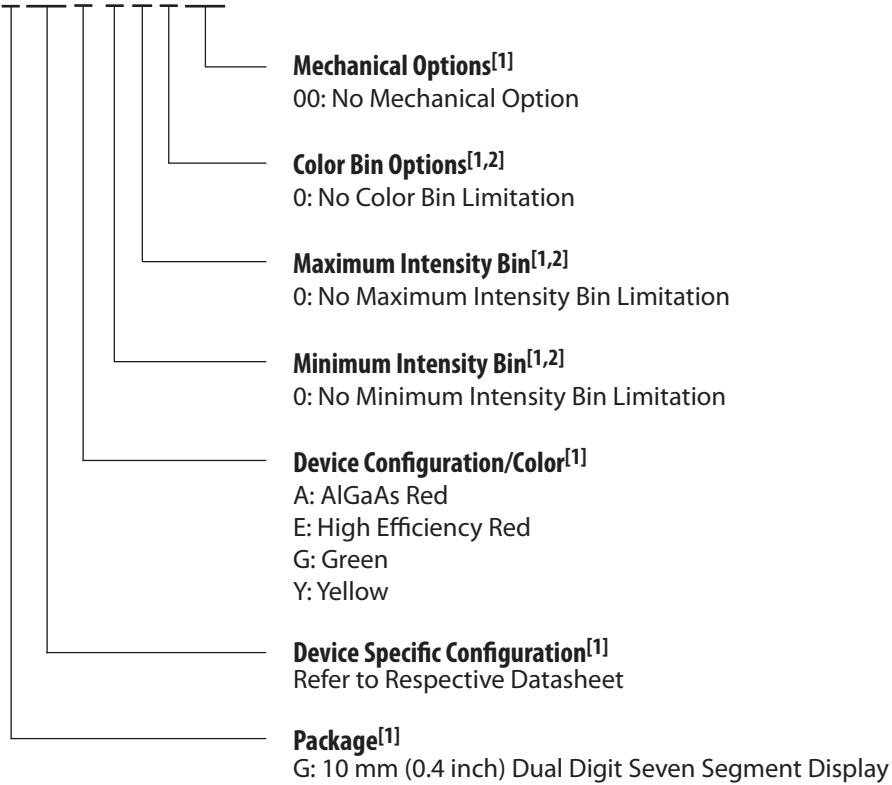 Mechanical Options[1]
00: No Mechanical Option
Color Bin Options[1,2]
0: No Color Bin Limitation
Maximum Intensity Bin[1,2]
0: No Maximum Intensity Bin Limitation
Minimum Intensity Bin[1,2]
0: No Minimum Intensity Bin Limitation
Device Configuration/Color[1]
A: AlGaAs Red
E: High Efficiency Red
G: Green
Y: Yellow
Device Specific Configuration[1]
Refer to Respective Datasheet
Package[1]
G: 10 mm (0.4 inch) Dual Digit Seven Segment Display